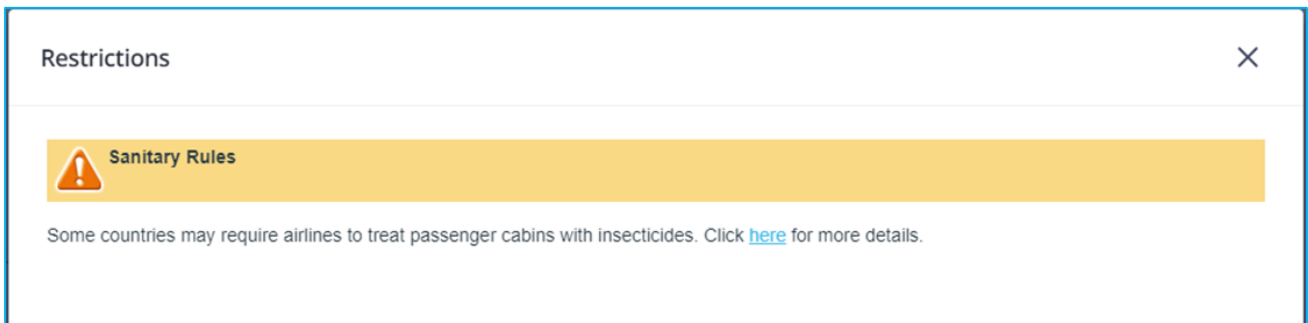 Restrictions
Sanitary Rules
Some countries may require airlines to treat passenger cabins with insecticides. Click here for more details.